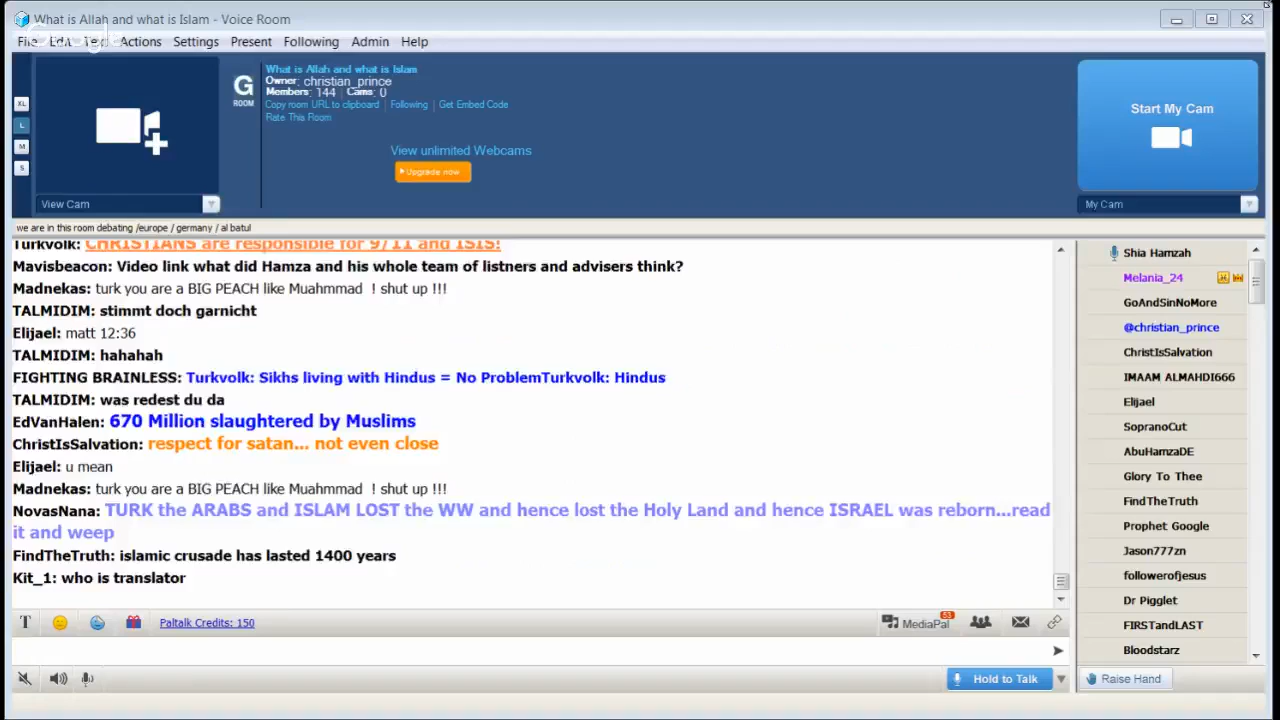 What is Allah and what is Islam - Voice Room
Google
File Edit Text Actions Settings Present Following Admin Help
XL
L
M
S
View Cam
G
ROOM
What is Allah and what is Islam
Owner: christian_prince
Members: 144 Cams: 0
Copy room URL to clipboard | Following | Get Embed Code
Rate This Room
View unlimited Webcams
Upgrade now
Start My Cam
My Cam
we are in this room debating /europe / germany / al batul
Turkvolk: CHRISTIANS are responsible for 9/11 and ISIS!
Mavisbeacon: Video link what did Hamza and his whole team of listners and advisers think?
Madnekas: turk you are a BIG PEACH like Muahmmad ! shut up !!!
TALMIDIM: stimmt doch garnicht
Elijael: matt 12:36
TALMIDIM: hahahah
FIGHTING BRAINLESS: Turkvolk: Sikhs living with Hindus = No ProblemTurkvolk: Hindus
TALMIDIM: was redest du da
EdVanHalen: 670 Million slaughtered by Muslims
ChristIsSalvation: respect for satan... not even close
Elijael: u mean
Madnekas: turk you are a BIG PEACH like Muahmmad ! shut up !!!
NovasNana: TURK the ARABS and ISLAM LOST the WW and hence lost the Holy Land and hence ISRAEL was reborn...read
it and weep
FindTheTruth: islamic crusade has lasted 1400 years
Kit_1: who is translator
T
Paltalk Credits: 150
MediaPal
53
Hold to Talk
Shia Hamzah
Melania_24
GoAndSinNoMore
@christian_prince
ChristIsSalvation
IMAAM ALMAHDI666
Elijael
SopranoCut
AbuHamzaDE
Glory To Thee
FindTheTruth
Prophet Google
Jason777zn
followerofjesus
Dr Pigglet
FIRSTandLAST
Bloodstarz
Raise Hand